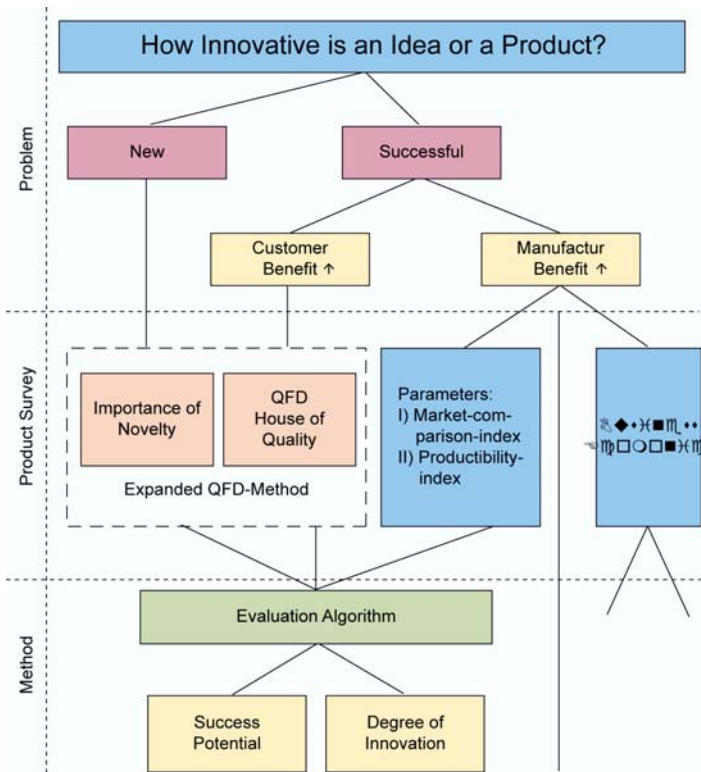 How Innovative is an Idea or a Product?
Problem
New
Successful
Customer
Benefit ↑
Manufactur
Benefit ↑
Product Survey
Importance of
Novelty
QFD
House of
Quality
Expanded QFD-Method
Parameters:
I) Market-com-
parison-index
II) Productibility-
index
Method
Evaluation Algorithm
Success
Potential
Degree of
Innovation